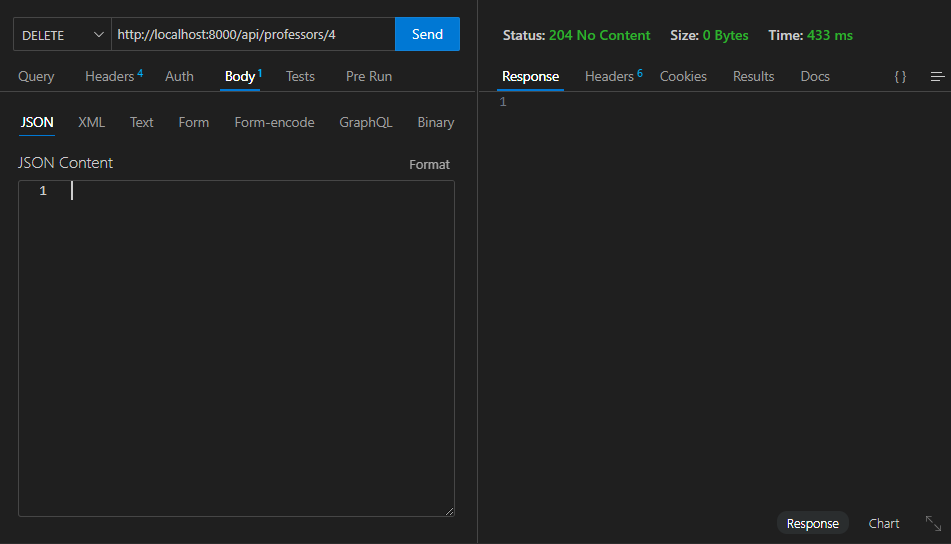 DELETE http://localhost:8000/api/professors/4 Send
Query Headers 4 Auth Body 1 Tests Pre Run
JSON XML Text Form Form-encode GraphQL Binary
JSON Content Format
1
Status: 204 No Content Size: 0 Bytes Time: 433 ms
Response Headers 6 Cookies Results Docs { }
1
Response Chart